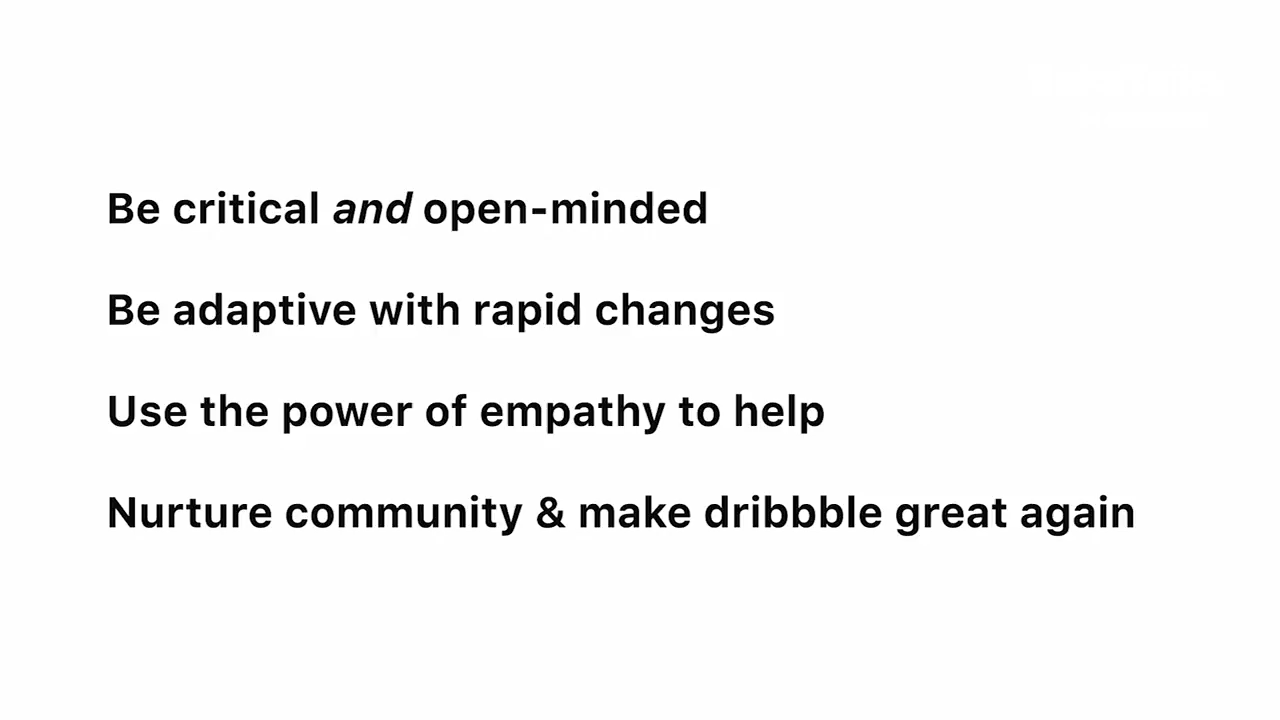 Be critical and open-minded
Be adaptive with rapid changes
Use the power of empathy to help
Nurture community & make dribbble great again